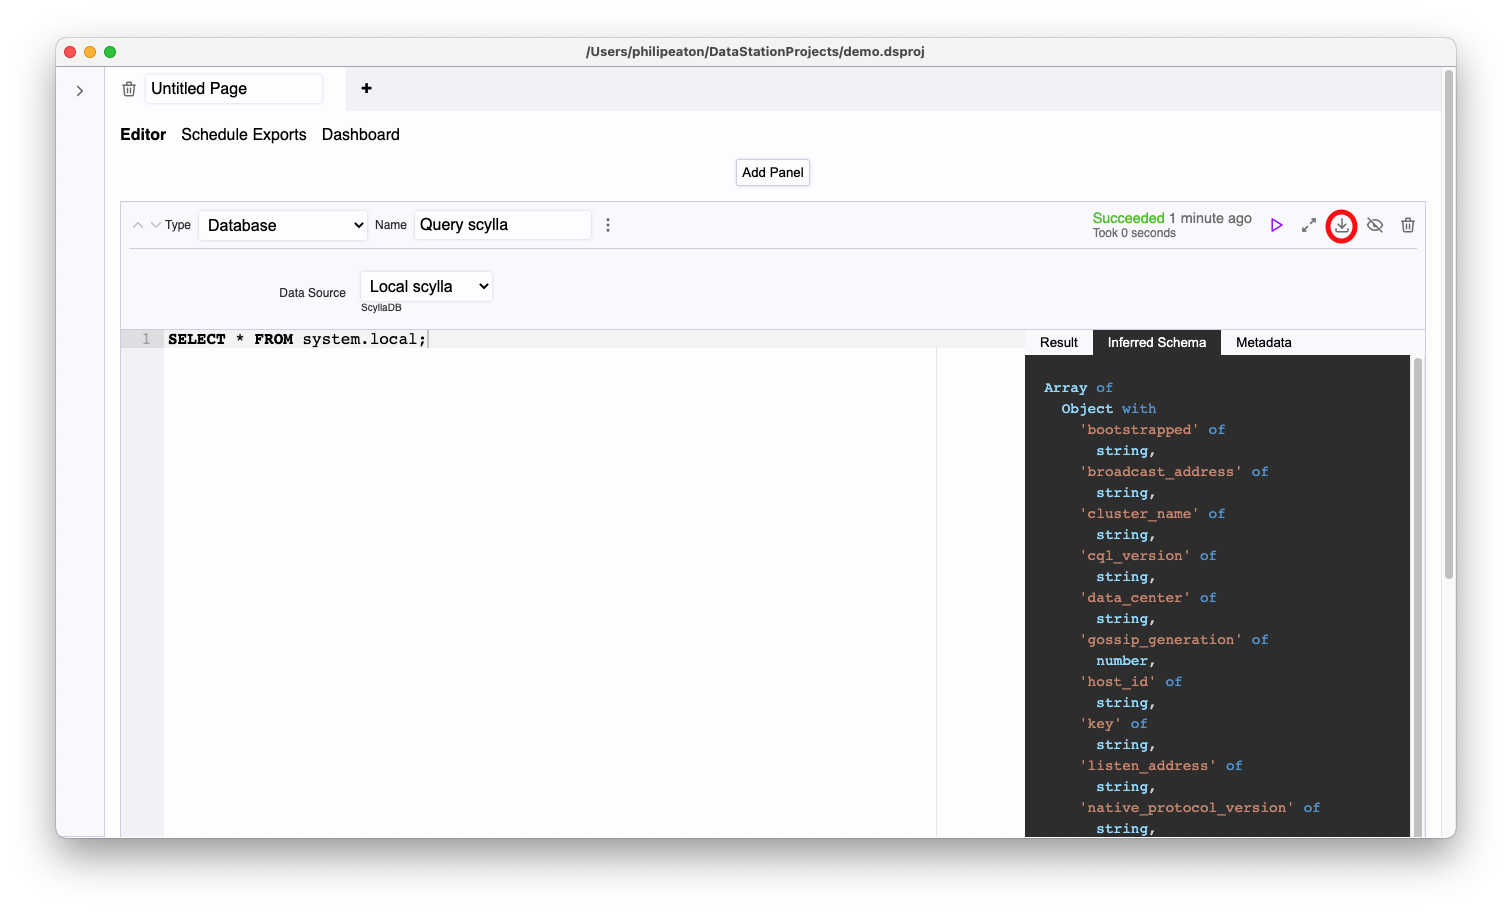 /Users/philipeaton/DataStationProjects/demo.dsproj
Untitled Page
+
Editor Schedule Exports Dashboard
Add Panel
Type Database Name Query scylla Succeeded 1 minute ago
Took 0 seconds
Data Source Local scylla
ScyllaDB
1 SELECT * FROM system.local;
Result Inferred Schema Metadata
Array of
Object with
'bootstrapped' of
string,
'broadcast_address' of
string,
'cluster_name' of
string,
'cql_version' of
string,
'data_center' of
string,
'gossip_generation' of
number,
'host_id' of
string,
'key' of
string,
'listen_address' of
string,
'native_protocol_version' of
string,